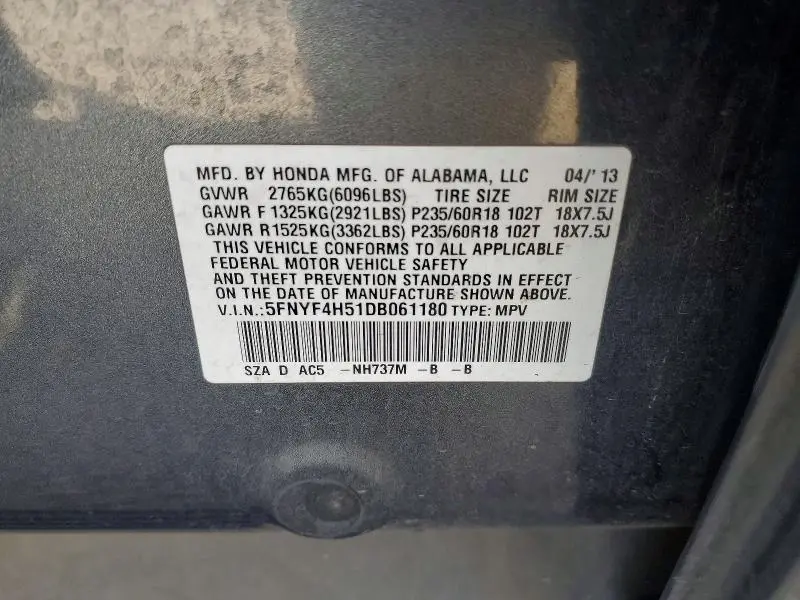 MFD. BY HONDA MFG. OF ALABAMA, LLC 04/' 13
GVWR 2765KG(6096LBS) TIRE SIZE RIM SIZE
GAWR F 1325KG(2921LBS) P235/60R18 102T 18X7.5J
GAWR R1525KG(3362LBS) P235/60R18 102T 18X7.5J
THIS VEHICLE CONFORMS TO ALL APPLICABLE
FEDERAL MOTOR VEHICLE SAFETY
AND THEFT PREVENTION STANDARDS IN EFFECT
ON THE DATE OF MANUFACTURE SHOWN ABOVE.
V.I.N.:5FNYF4H51DB061180 TYPE: MPV
SZA D AC5 -NH737M -B -B